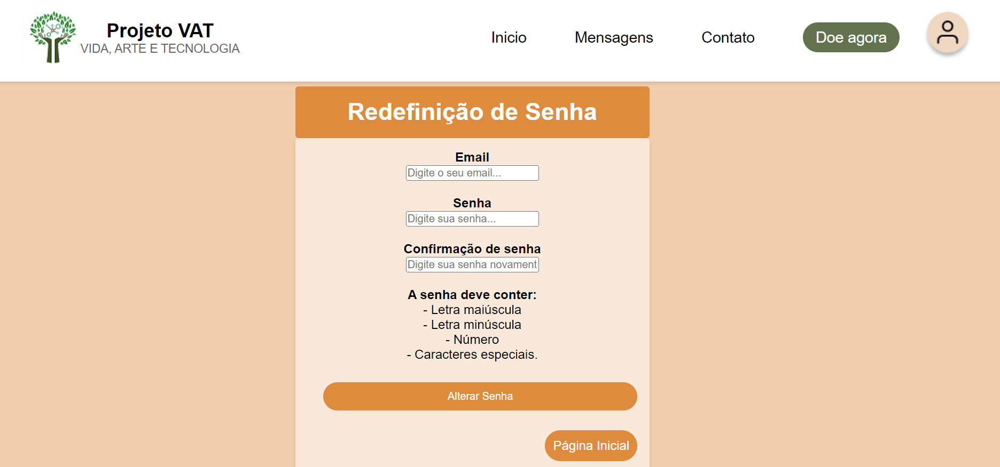 Projeto VAT
VIDA, ARTE E TECNOLOGIA
Inicio
Mensagens
Contato
Doe agora
Redefinição de Senha
Email
Digite o seu email...
Senha
Digite sua senha...
Confirmação de senha
Digite sua senha novament
A senha deve conter:
- Letra maiúscula
- Letra minúscula
- Número
- Caracteres especiais.
Alterar Senha
Página Inicial